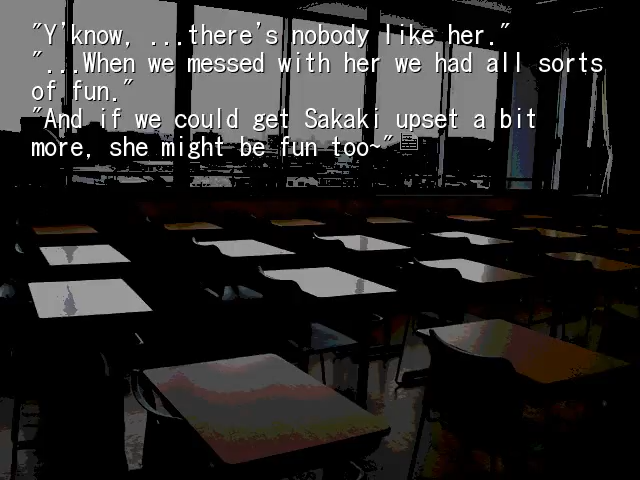 "Y'know, ...there's nobody like her."
"...When we messed with her we had all sorts
of fun."
"And if we could get Sakaki upset a bit
more, she might be fun too~"